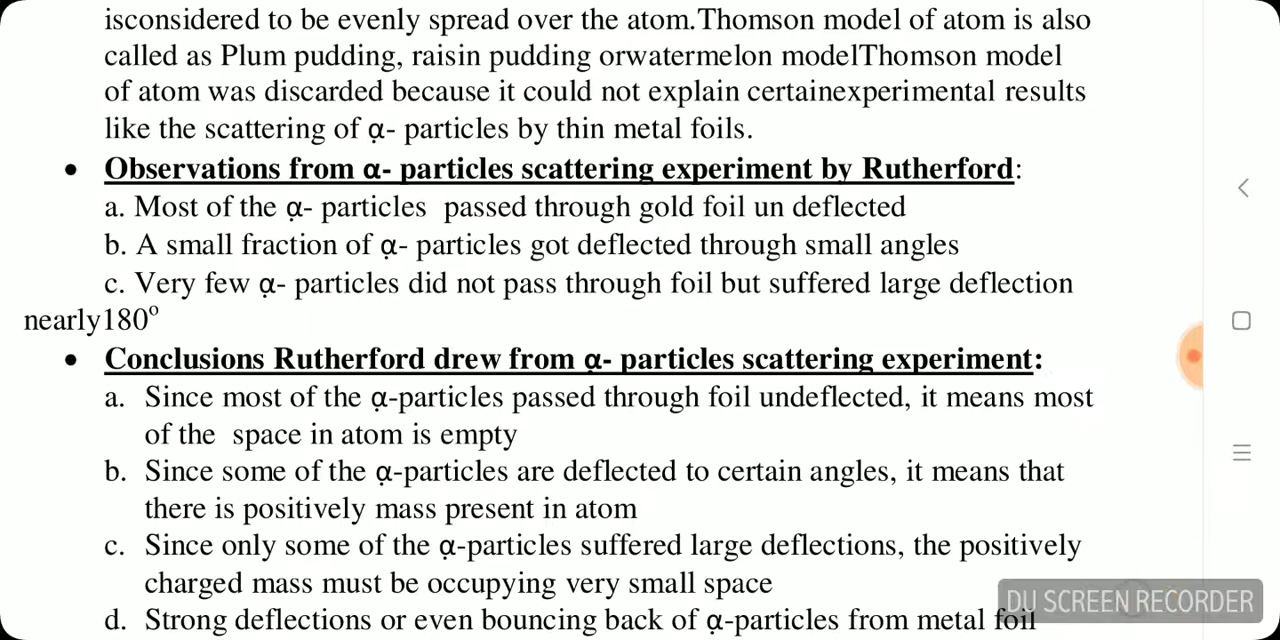 isconsidered to be evenly spread over the atom.Thomson model of atom is also
called as Plum pudding, raisin pudding orwatermelon modelThomson model
of atom was discarded because it could not explain certainexperimental results
like the scattering of α- particles by thin metal foils.
• Observations from α- particles scattering experiment by Rutherford:
a. Most of the α- particles passed through gold foil un deflected
b. A small fraction of α- particles got deflected through small angles
c. Very few α- particles did not pass through foil but suffered large deflection
nearly180°
• Conclusions Rutherford drew from α- particles scattering experiment:
a. Since most of the α-particles passed through foil undeflected, it means most
of the space in atom is empty
b. Since some of the α-particles are deflected to certain angles, it means that
there is positively mass present in atom
c. Since only some of the α-particles suffered large deflections, the positively
charged mass must be occupying very small space
d. Strong deflections or even bouncing back of α-particles from metal foil
DU SCREEN RECORDER